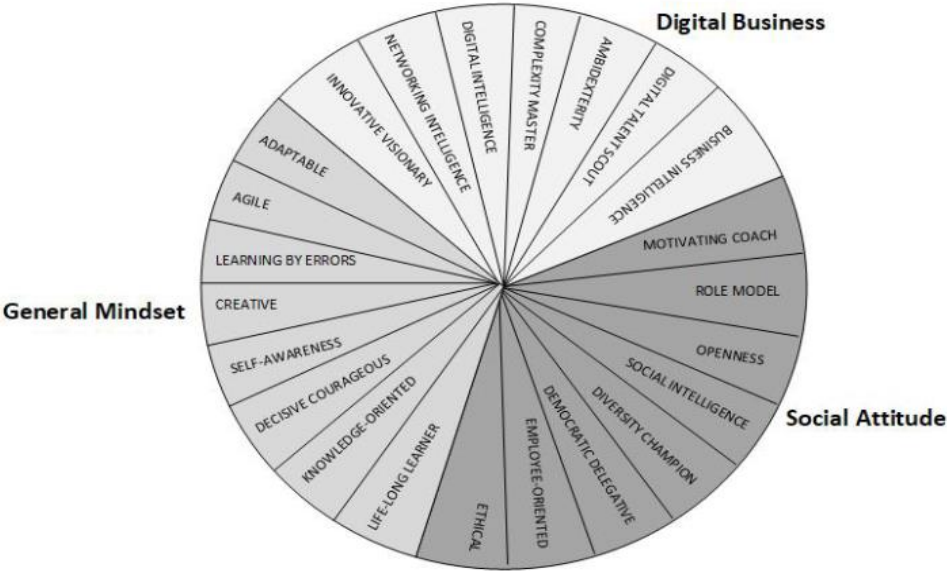 Digital Business
INNOVATIVE VISIONARY
NETWORKING INTELLIGENCE
DIGITAL INTELLIGENCE
COMPLEXITY MASTER
AMBIDEXTERITY
DIGITAL TALENT SCOUT
BUSINESS INTELLIGENCE
MOTIVATING COACH
ROLE MODEL
OPENNESS
SOCIAL INTELLIGENCE
DIVERSITY CHAMPION
DEMOCRATIC DELEGATIVE
EMPLOYEE-ORIENTED
ETHICAL
Social Attitude
LIFE-LONG LEARNER
KNOWLEDGE-ORIENTED
DECISIVE COURAGEOUS
SELF-AWARENESS
CREATIVE
LEARNING BY ERRORS
AGILE
ADAPTABLE
General Mindset